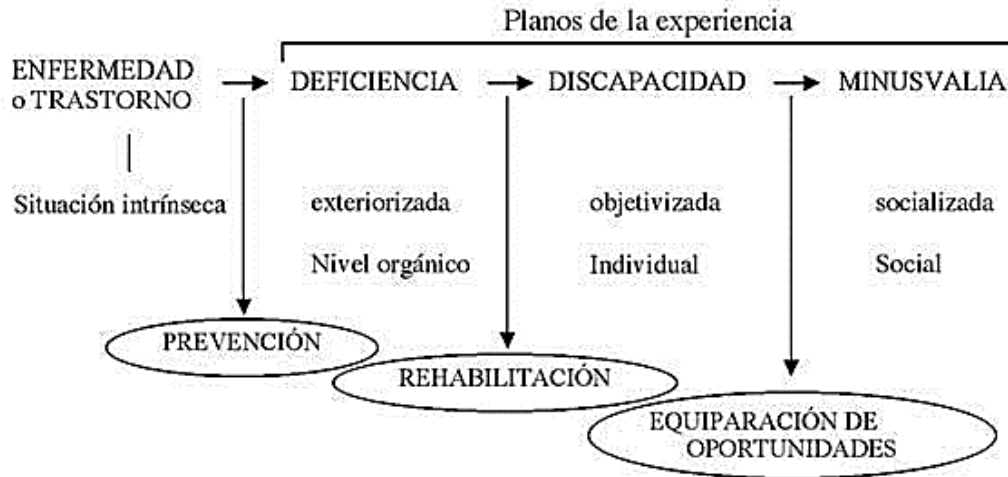 Planos de la experiencia
ENFERMEDAD
o TRASTORNO
DEFICIENCIA
DISCAPACIDAD
MINUSVALIA
Situación intrínseca
exteriorizada
objetivizada
socializada
Nivel orgánico
Individual
Social
PREVENCIÓN
REHABILITACIÓN
EQUIPARACIÓN DE
OPORTUNIDADES